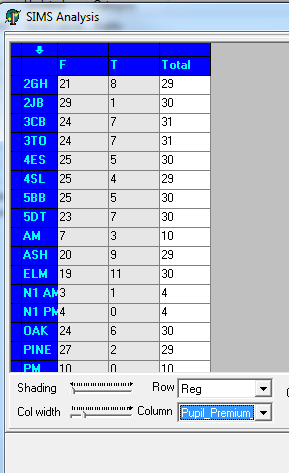 SIMS Analysis
F T Total
2GH 21 8 29
2JB 29 1 30
3CB 24 7 31
3TO 24 7 31
4ES 25 5 30
4SL 25 4 29
5BB 25 5 30
5DT 23 7 30
AM 7 3 10
ASH 20 9 29
ELM 19 11 30
N1 AM 3 1 4
N1 PM 4 0 4
OAK 24 6 30
PINE 27 2 29
PM 10 0 10
Shading Row Reg
Col width Column Pupil_Premium_